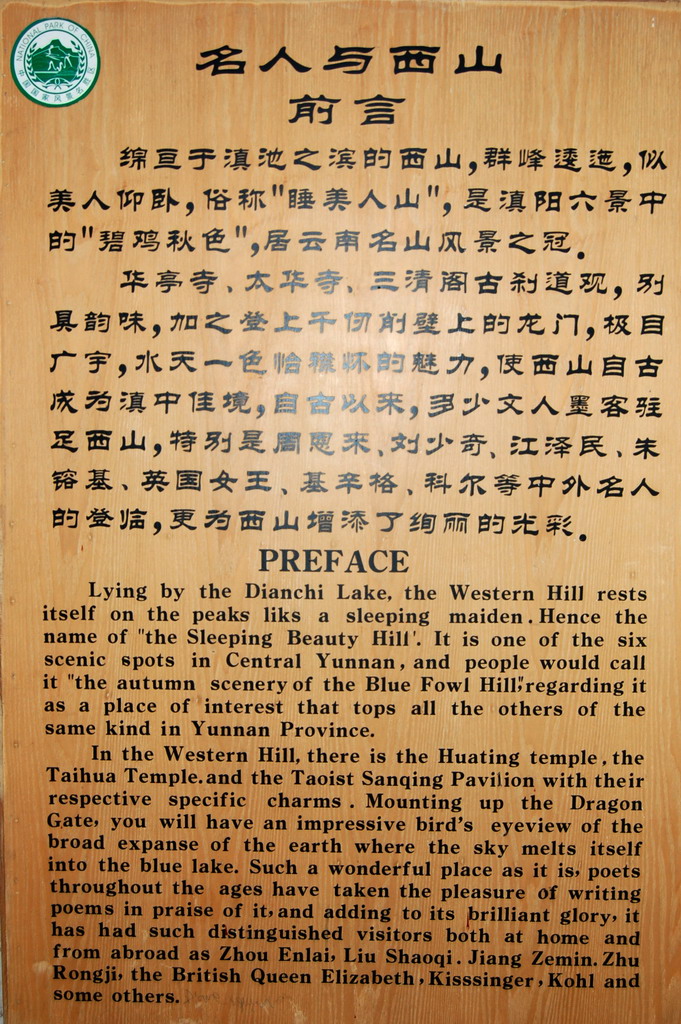 NATIONAL PARK OF CHINA
中国国家风景名胜区
名人与西山
前言
绵亘于滇池之滨的西山,群峰逶迤,似
美人仰卧,俗称"睡美人山",是滇阳六景中
的"碧鸡秋色",居云南名山风景之冠.
华亭寺、太华寺、三清阁古刹道观,别
具韵味,加之登上千仞削壁上的龙门,极目
广宇,水天一色怡襟怀的魅力,使西山自古
成为滇中佳境,自古以来,多少文人墨客驻
足西山,特别是周恩来、刘少奇、江泽民、朱
镕基、英国女王、基辛格、科尔等中外名人
的登临,更为西山增添了绚丽的光彩.
PREFACE
Lying by the Dianchi Lake, the Western Hill rests
itself on the peaks liks a sleeping maiden. Hence the
name of "the Sleeping Beauty Hill'. It is one of the six
scenic spots in Central Yunnan, and people would call
it "the autumn scenery of the Blue Fowl Hill," regarding it
as a place of interest that tops all the others of the
same kind in Yunnan Province.
In the Western Hill, there is the Huating temple, the
Taihua Temple. and the Taoist Sanqing Pavilion with their
respective specific charms. Mounting up the Dragon
Gate, you will have an impressive bird's eyeview of the
broad expanse of the earth where the sky melts itself
into the blue lake. Such a wonderful place as it is, poets
throughout the ages have taken the pleasure of writing
poems in praise of it, and adding to its brilliant glory, it
has had such distinguished visitors both at home and
from abroad as Zhou Enlai, Liu Shaoqi. Jiang Zemin. Zhu
Rongji, the British Queen Elizabeth, Kisssinger, Kohl and
some others.